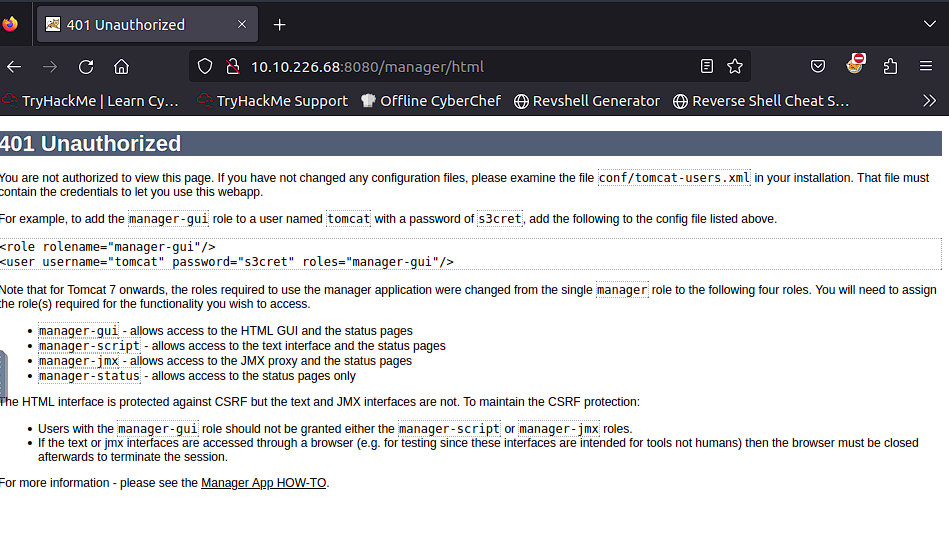 401 Unauthorized
10.10.226.68:8080/manager/html
TryHackMe | Learn Cy… TryHackMe Support Offline CyberChef Revshell Generator Reverse Shell Cheat S…
401 Unauthorized
You are not authorized to view this page. If you have not changed any configuration files, please examine the file conf/tomcat-users.xml in your installation. That file must
contain the credentials to let you use this webapp.
For example, to add the manager-gui role to a user named tomcat with a password of s3cret, add the following to the config file listed above.
<role rolename="manager-gui"/>
<user username="tomcat" password="s3cret" roles="manager-gui"/>
Note that for Tomcat 7 onwards, the roles required to use the manager application were changed from the single manager role to the following four roles. You will need to assign
the role(s) required for the functionality you wish to access.
• manager-gui - allows access to the HTML GUI and the status pages
• manager-script - allows access to the text interface and the status pages
• manager-jmx - allows access to the JMX proxy and the status pages
• manager-status - allows access to the status pages only
The HTML interface is protected against CSRF but the text and JMX interfaces are not. To maintain the CSRF protection:
• Users with the manager-gui role should not be granted either the manager-script or manager-jmx roles.
• If the text or jmx interfaces are accessed through a browser (e.g. for testing since these interfaces are intended for tools not humans) then the browser must be closed
afterwards to terminate the session.
For more information - please see the Manager App HOW-TO.